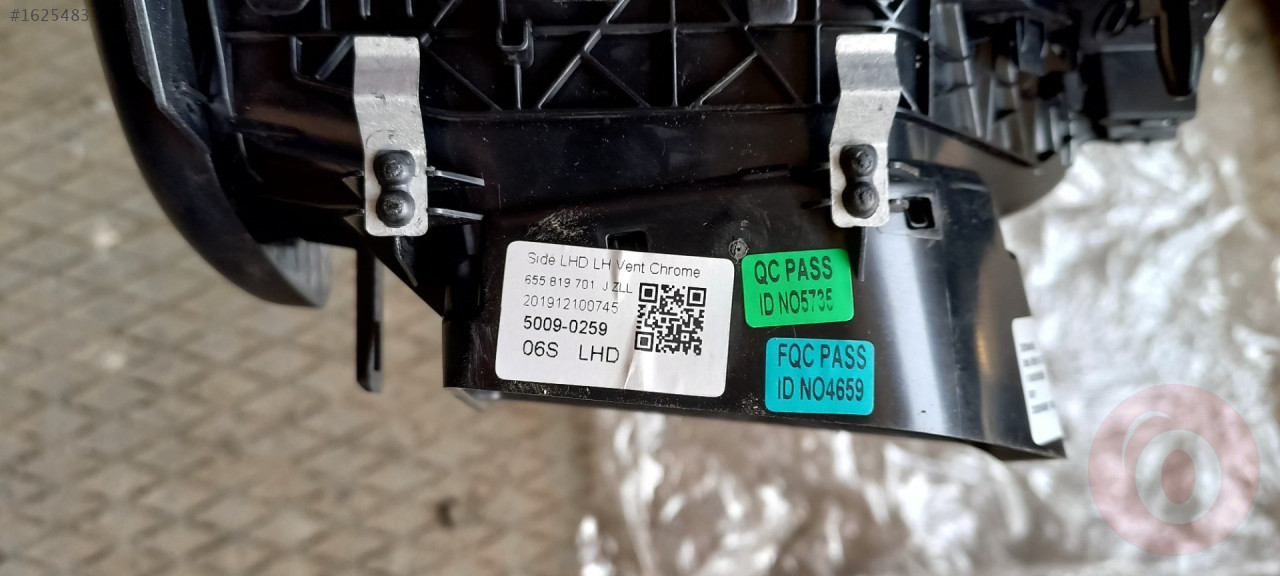 #1625483
Side LHD LH Vent Chrome
655 819 701 J ZLL
201912100745
5009-0259
06S LHD
QC PASS
ID NO5735
FQC PASS
ID NO4659